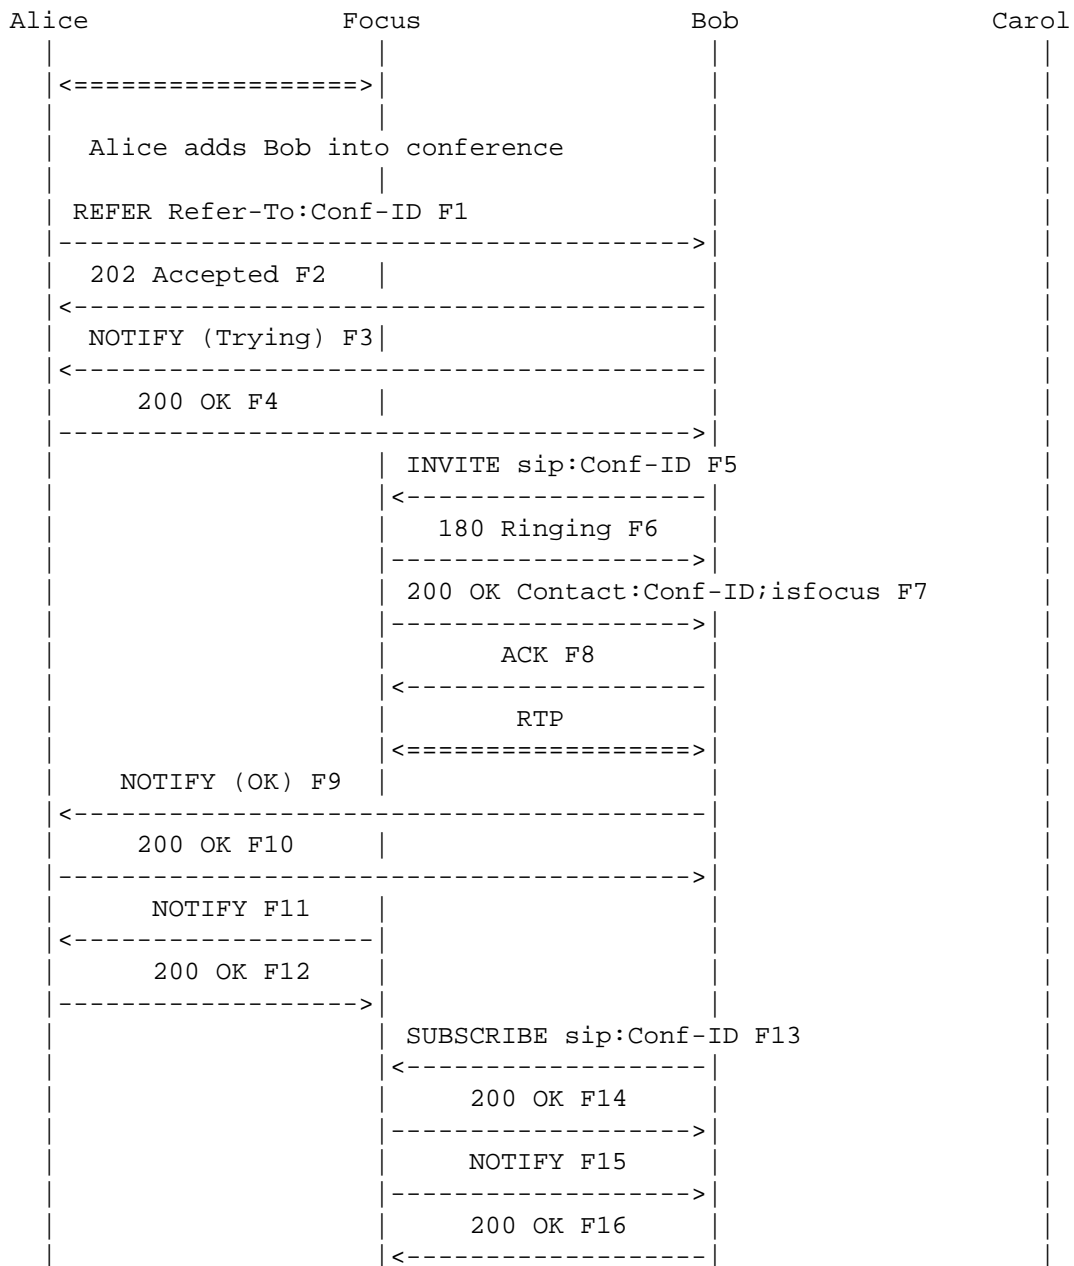 Alice Focus Bob Carol
Alice adds Bob into conference
REFER Refer-To:Conf-ID F1
202 Accepted F2
NOTIFY (Trying) F3
200 OK F4
INVITE sip:Conf-ID F5
180 Ringing F6
200 OK Contact:Conf-ID;isfocus F7
ACK F8
RTP
NOTIFY (OK) F9
200 OK F10
NOTIFY F11
200 OK F12
SUBSCRIBE sip:Conf-ID F13
200 OK F14
NOTIFY F15
200 OK F16